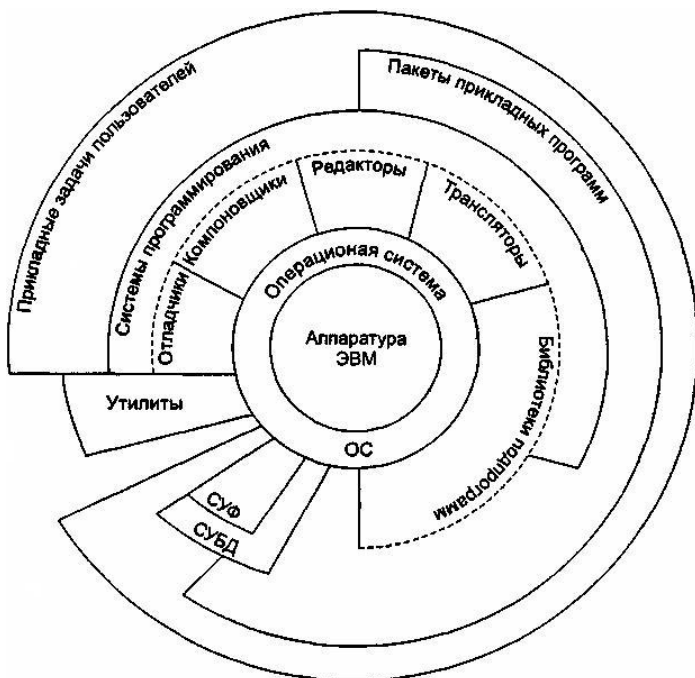 Прикладные задачи пользователей
Пакеты прикладных программ
Системы программирования
Отладчики
Компоновщики
Редакторы
Трансляторы
Библиотеки подпрограмм
Операционая система
Аппаратура
ЭВМ
ОС
Утилиты
СУФ
СУБД